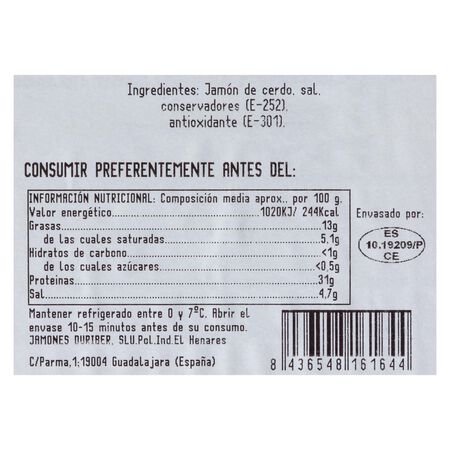 Ingredientes: Jamón de cerdo, sal,
conservadores (E-252),
antioxidante (E-301).
CONSUMIR PREFERENTEMENTE ANTES DEL:
INFORMACIÓN NUTRICIONAL: Composición media aprox., por 100 g.
Valor energético 1020KJ/ 244Kcal
Grasas 13g
de las cuales saturadas 5,1g
Hidratos de carbono <1g
de los cuales azúcares <0,5g
Proteinas 31g
Sal 4,7g
Envasado por:
ES
10.19209/P
CE
Mantener refrigerado entre 0 y 7ºC. Abrir el
envase 10-15 minutos antes de su consumo.
JAMONES DURIBER, SLU.Pol.Ind.EL Henares
C/Parma,1:19004 Guadalajara (España)
8 436548 161644